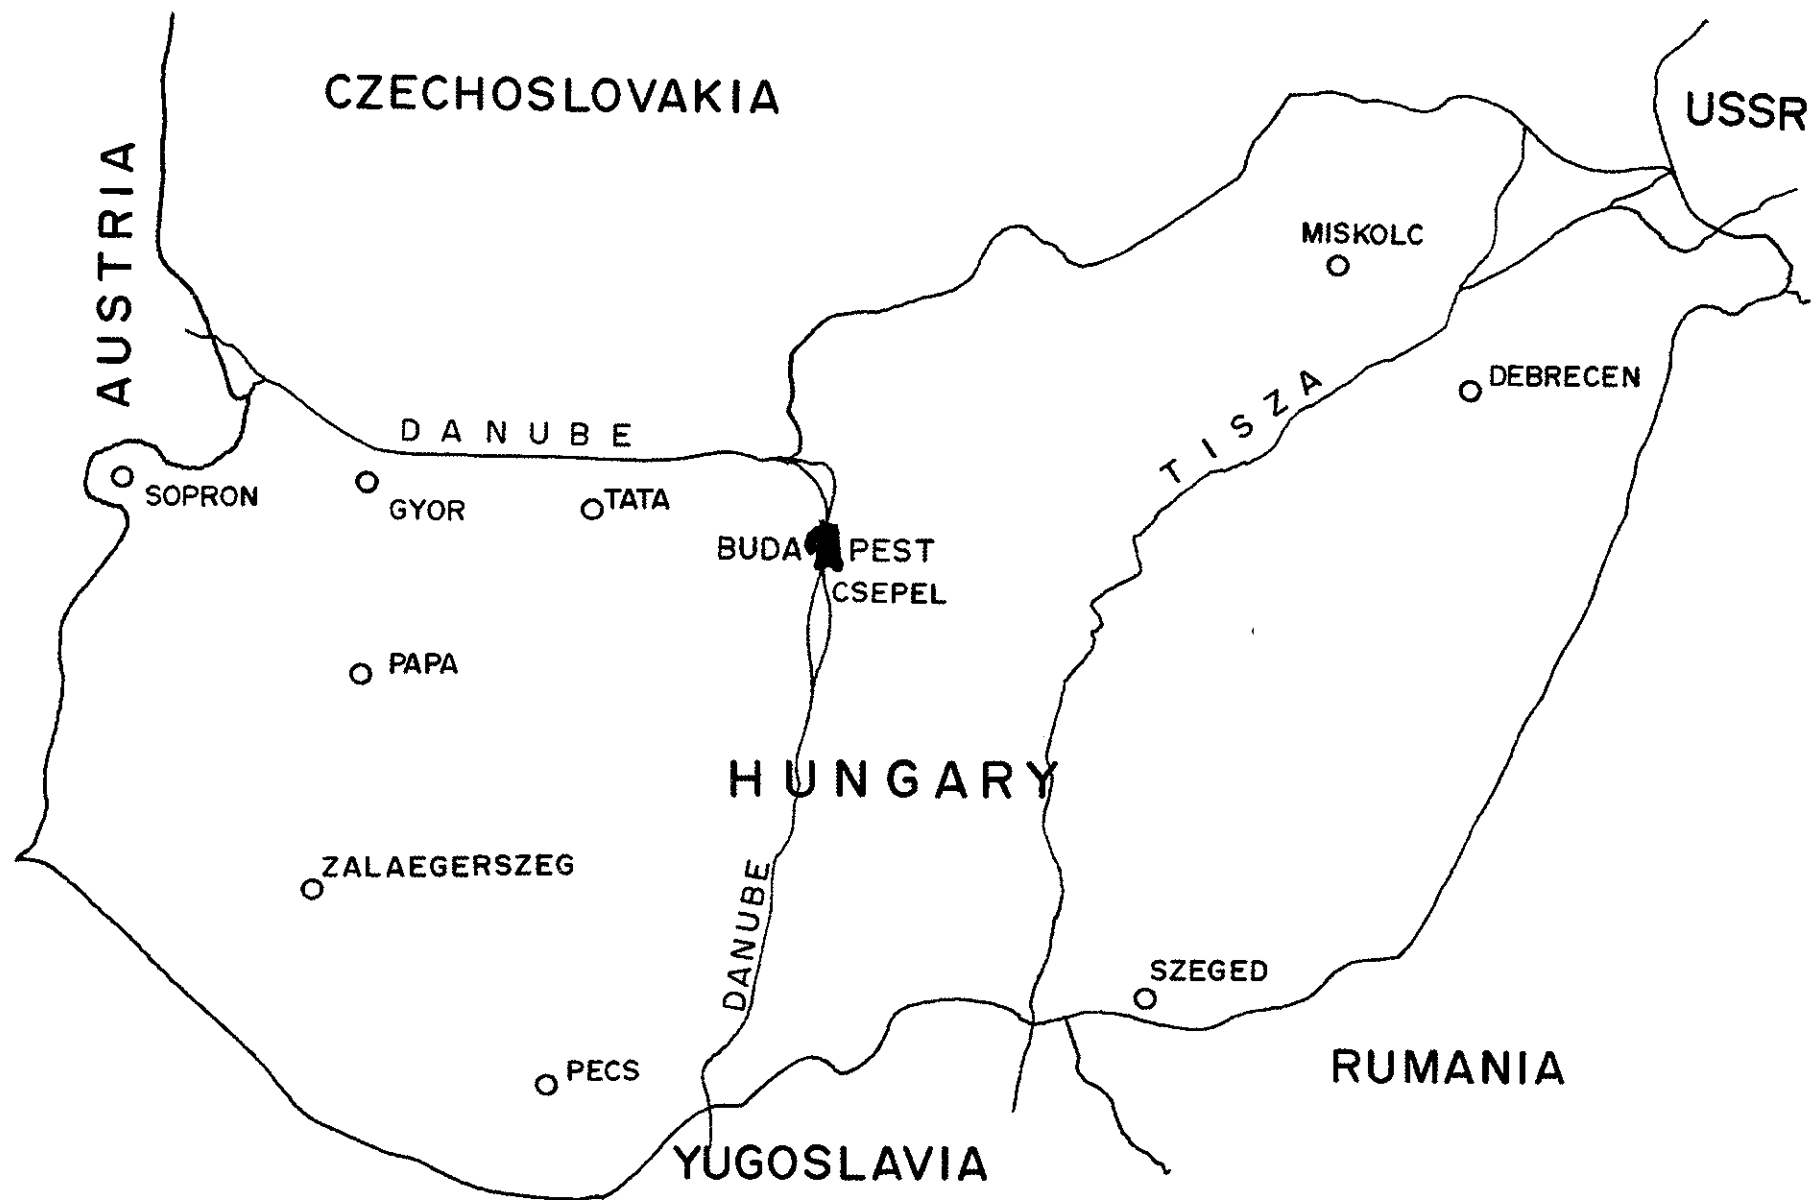 CZECHOSLOVAKIA
USSR
AUSTRIA
MISKOLC
DEBRECEN
TISZA
DANUBE
SOPRON
GYOR
TATA
BUDA PEST
CSEPEL
PAPA
HUNGARY
ZALAEGERSZEG
DANUBE
SZEGED
PECS
RUMANIA
YUGOSLAVIA